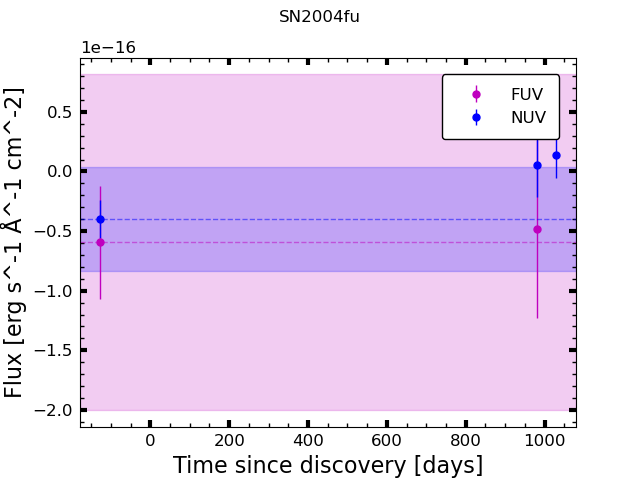 SN2004fu
1e−16
FUV
NUV
0.5
0.0
−0.5
−1.0
−1.5
−2.0
Flux [erg s^-1 Å^-1 cm^-2]
0 200 400 600 800 1000
Time since discovery [days]